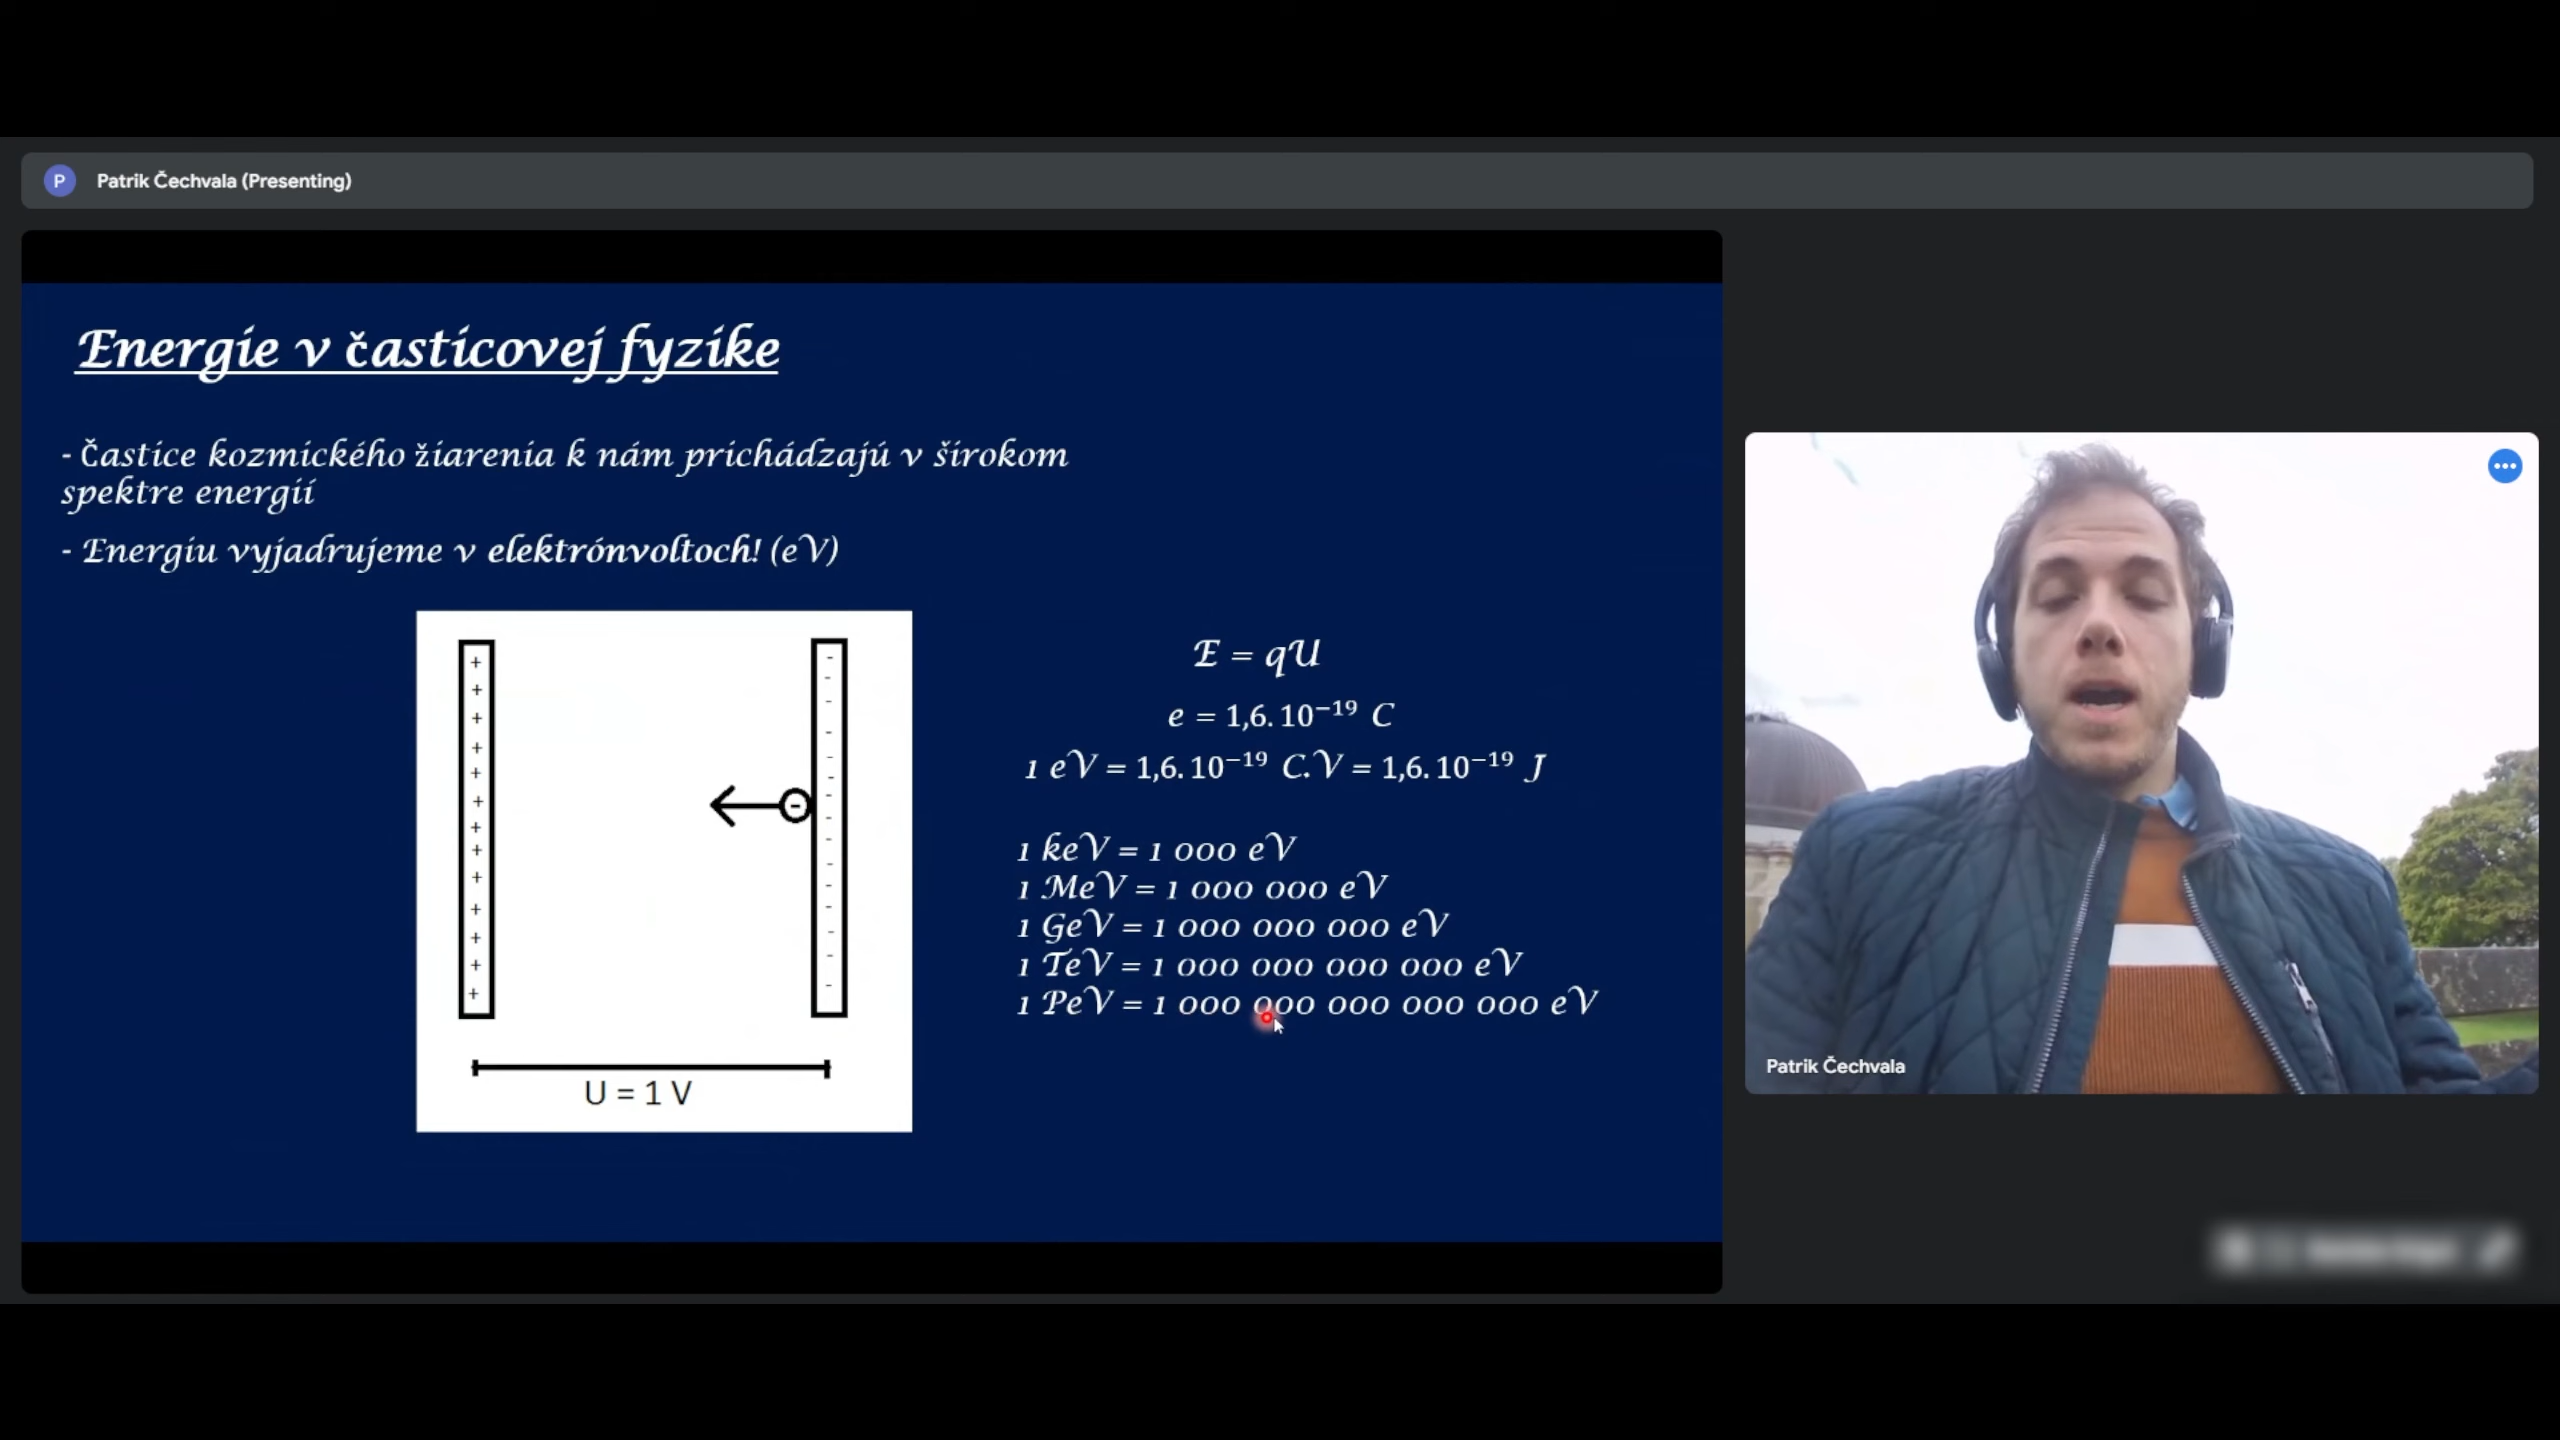 P Patrik Čechvala (Presenting)
Energie v časticovej fyzike
- Častice kozmického žiarenia k nám prichádzajú v širokom
spektre energií
- Energiu vyjadrujeme v elektrónvoltoch! (eV)
+ -
+ -
+ -
+ -
+ -
+ -
+ -
+ -
+ -
+ -
+ -
+ -
+ -
-
U = 1 V
E = qU
e = 1,6. 10⁻¹⁹ C
1 eV = 1,6. 10⁻¹⁹ C.V = 1,6. 10⁻¹⁹ J
1 keV = 1 000 eV
1 MeV = 1 000 000 eV
1 GeV = 1 000 000 000 eV
1 TeV = 1 000 000 000 000 eV
1 PeV = 1 000 000 000 000 000 eV
Patrik Čechvala